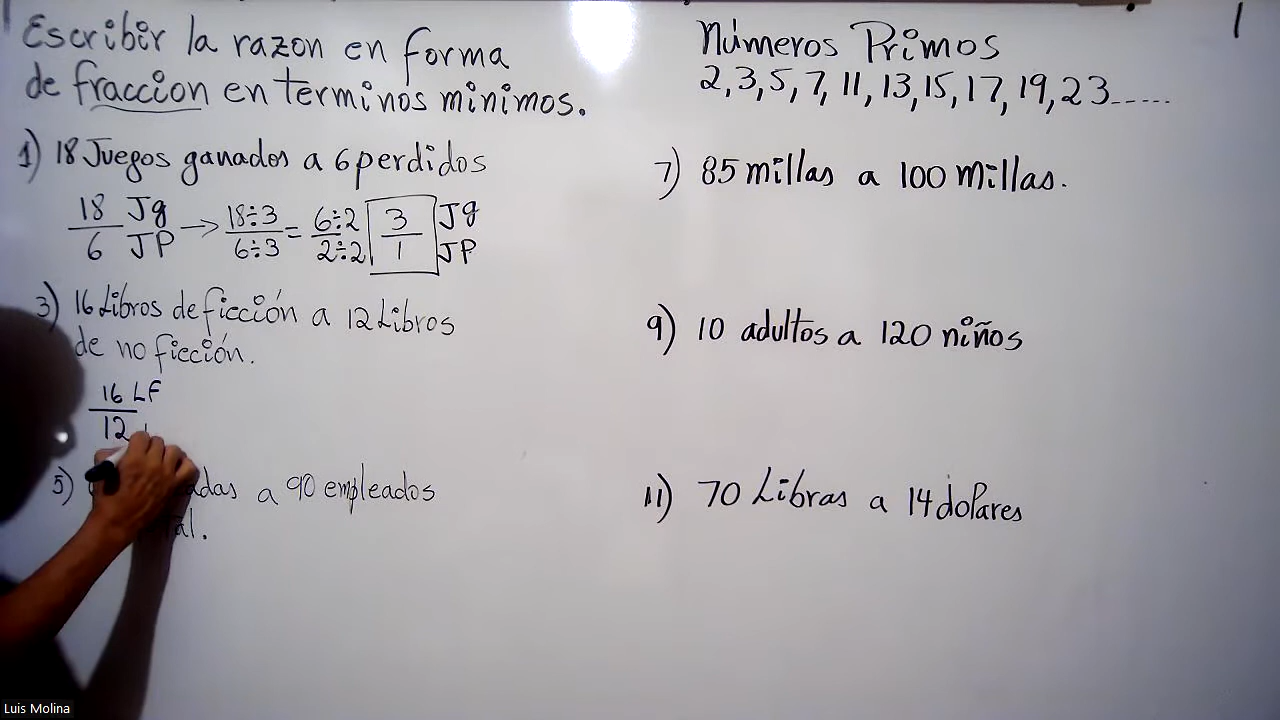 Escribir la razon en forma
de fraccion en terminos minimos.
1) 18 Juegos ganados a 6 perdidos
18 Jg
6 JP
→ 18÷3 = 6÷2 3 Jg
6÷3 2÷2 1 JP
3) 16 Libros de ficción a 12 Libros
de no ficción.
16 LF
12
5) a 90 empleados
Números Primos
2, 3, 5, 7, 11, 13, 15, 17, 19, 23.....
7) 85 millas a 100 millas.
9) 10 adultos a 120 niños
11) 70 Libras a 14 dolares
1
Luis Molina